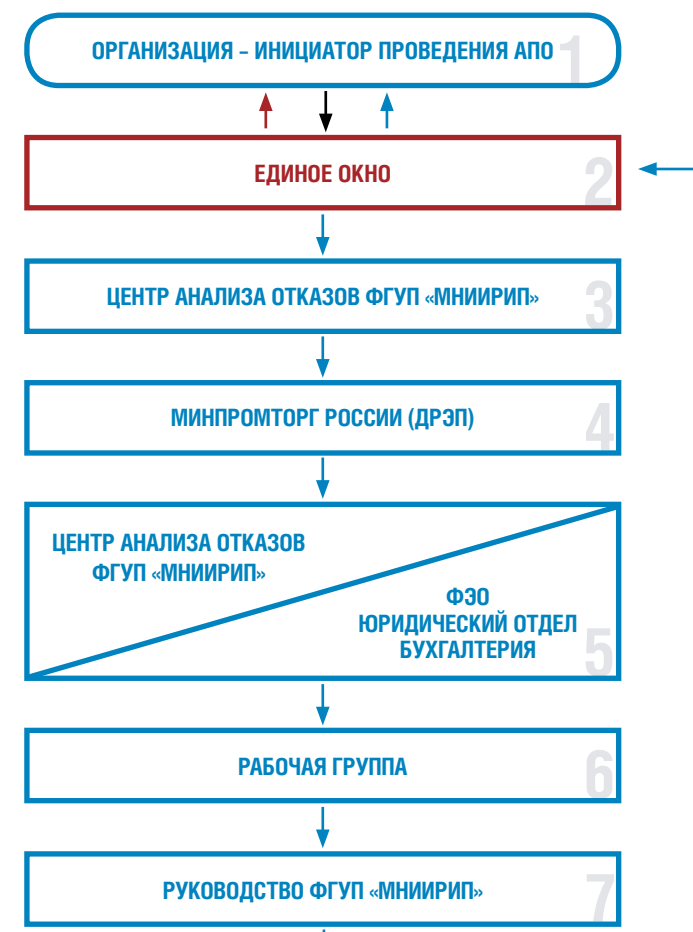 ОРГАНИЗАЦИЯ – ИНИЦИАТОР ПРОВЕДЕНИЯ АПО
1
ЕДИНОЕ ОКНО
2
ЦЕНТР АНАЛИЗА ОТКАЗОВ ФГУП «МНИИРИП»
3
МИНПРОМТОРГ РОССИИ (ДРЭП)
4
ЦЕНТР АНАЛИЗА ОТКАЗОВ
ФГУП «МНИИРИП»
ФЭО
ЮРИДИЧЕСКИЙ ОТДЕЛ
БУХГАЛТЕРИЯ
5
РАБОЧАЯ ГРУППА
6
РУКОВОДСТВО ФГУП «МНИИРИП»
7